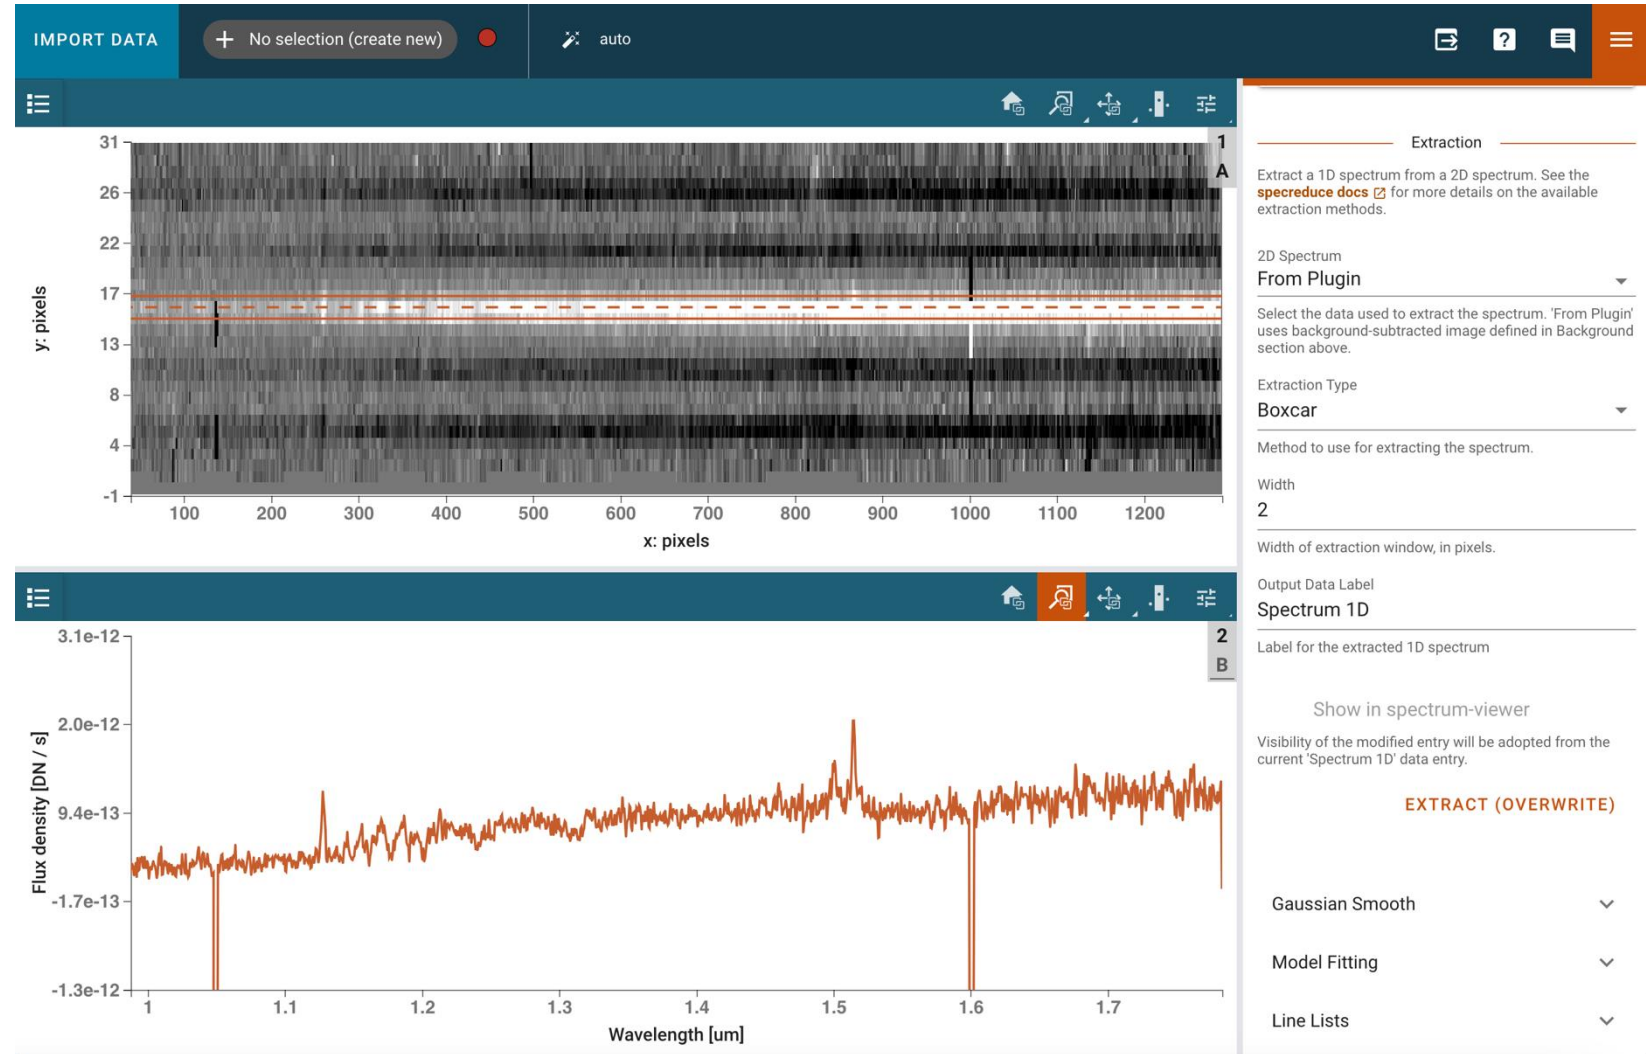 IMPORT DATA
No selection (create new)
auto
31
26
22
17
13
8
4
-1
y: pixels
100 200 300 400 500 600 700 800 900 1000 1100 1200
x: pixels
1
A
3.1e-12
2.0e-12
9.4e-13
-1.7e-13
-1.3e-12
Flux density [DN / s]
1 1.1 1.2 1.3 1.4 1.5 1.6 1.7
Wavelength [um]
2
B
Extraction
Extract a 1D spectrum from a 2D spectrum. See the
specreduce docs for more details on the available
extraction methods.
2D Spectrum
From Plugin
Select the data used to extract the spectrum. 'From Plugin'
uses background-subtracted image defined in Background
section above.
Extraction Type
Boxcar
Method to use for extracting the spectrum.
Width
2
Width of extraction window, in pixels.
Output Data Label
Spectrum 1D
Label for the extracted 1D spectrum
Show in spectrum-viewer
Visibility of the modified entry will be adopted from the
current 'Spectrum 1D' data entry.
EXTRACT (OVERWRITE)
Gaussian Smooth
Model Fitting
Line Lists